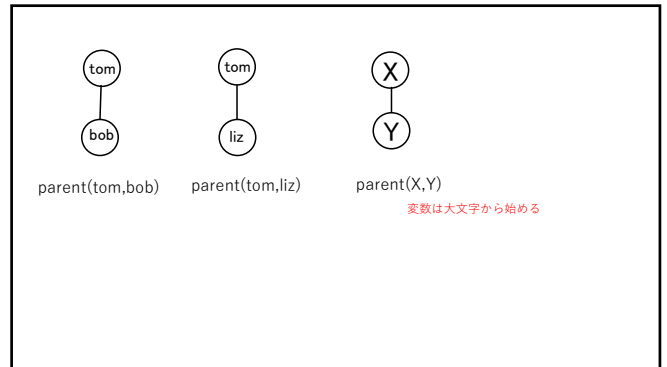 tom
bob
parent(tom,bob)
tom
liz
parent(tom,liz)
X
Y
parent(X,Y)
変数は大文字から始める